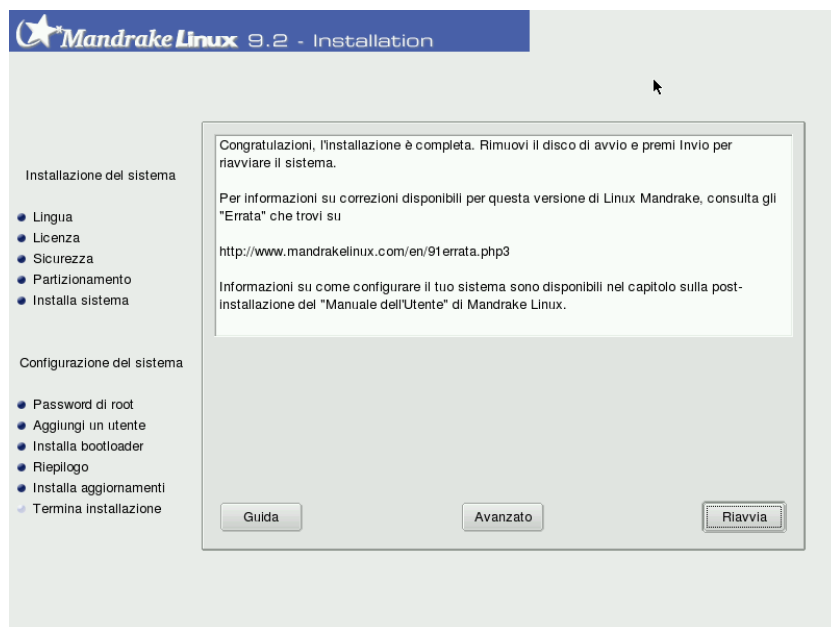 Mandrake Linux 9.2 - Installation
Installazione del sistema
Lingua
Licenza
Sicurezza
Partizionamento
Installa sistema
Configurazione del sistema
Password di root
Aggiungi un utente
Installa bootloader
Riepilogo
Installa aggiornamenti
Termina installazione
Congratulazioni, l'installazione è completa. Rimuovi il disco di avvio e premi Invio per
riavviare il sistema.
Per informazioni su correzioni disponibili per questa versione di Linux Mandrake, consulta gli
"Errata" che trovi su
http://www.mandrakelinux.com/en/91errata.php3
Informazioni su come configurare il tuo sistema sono disponibili nel capitolo sulla post-
installazione del "Manuale dell'Utente" di Mandrake Linux.
Guida
Avanzato
Riavvia